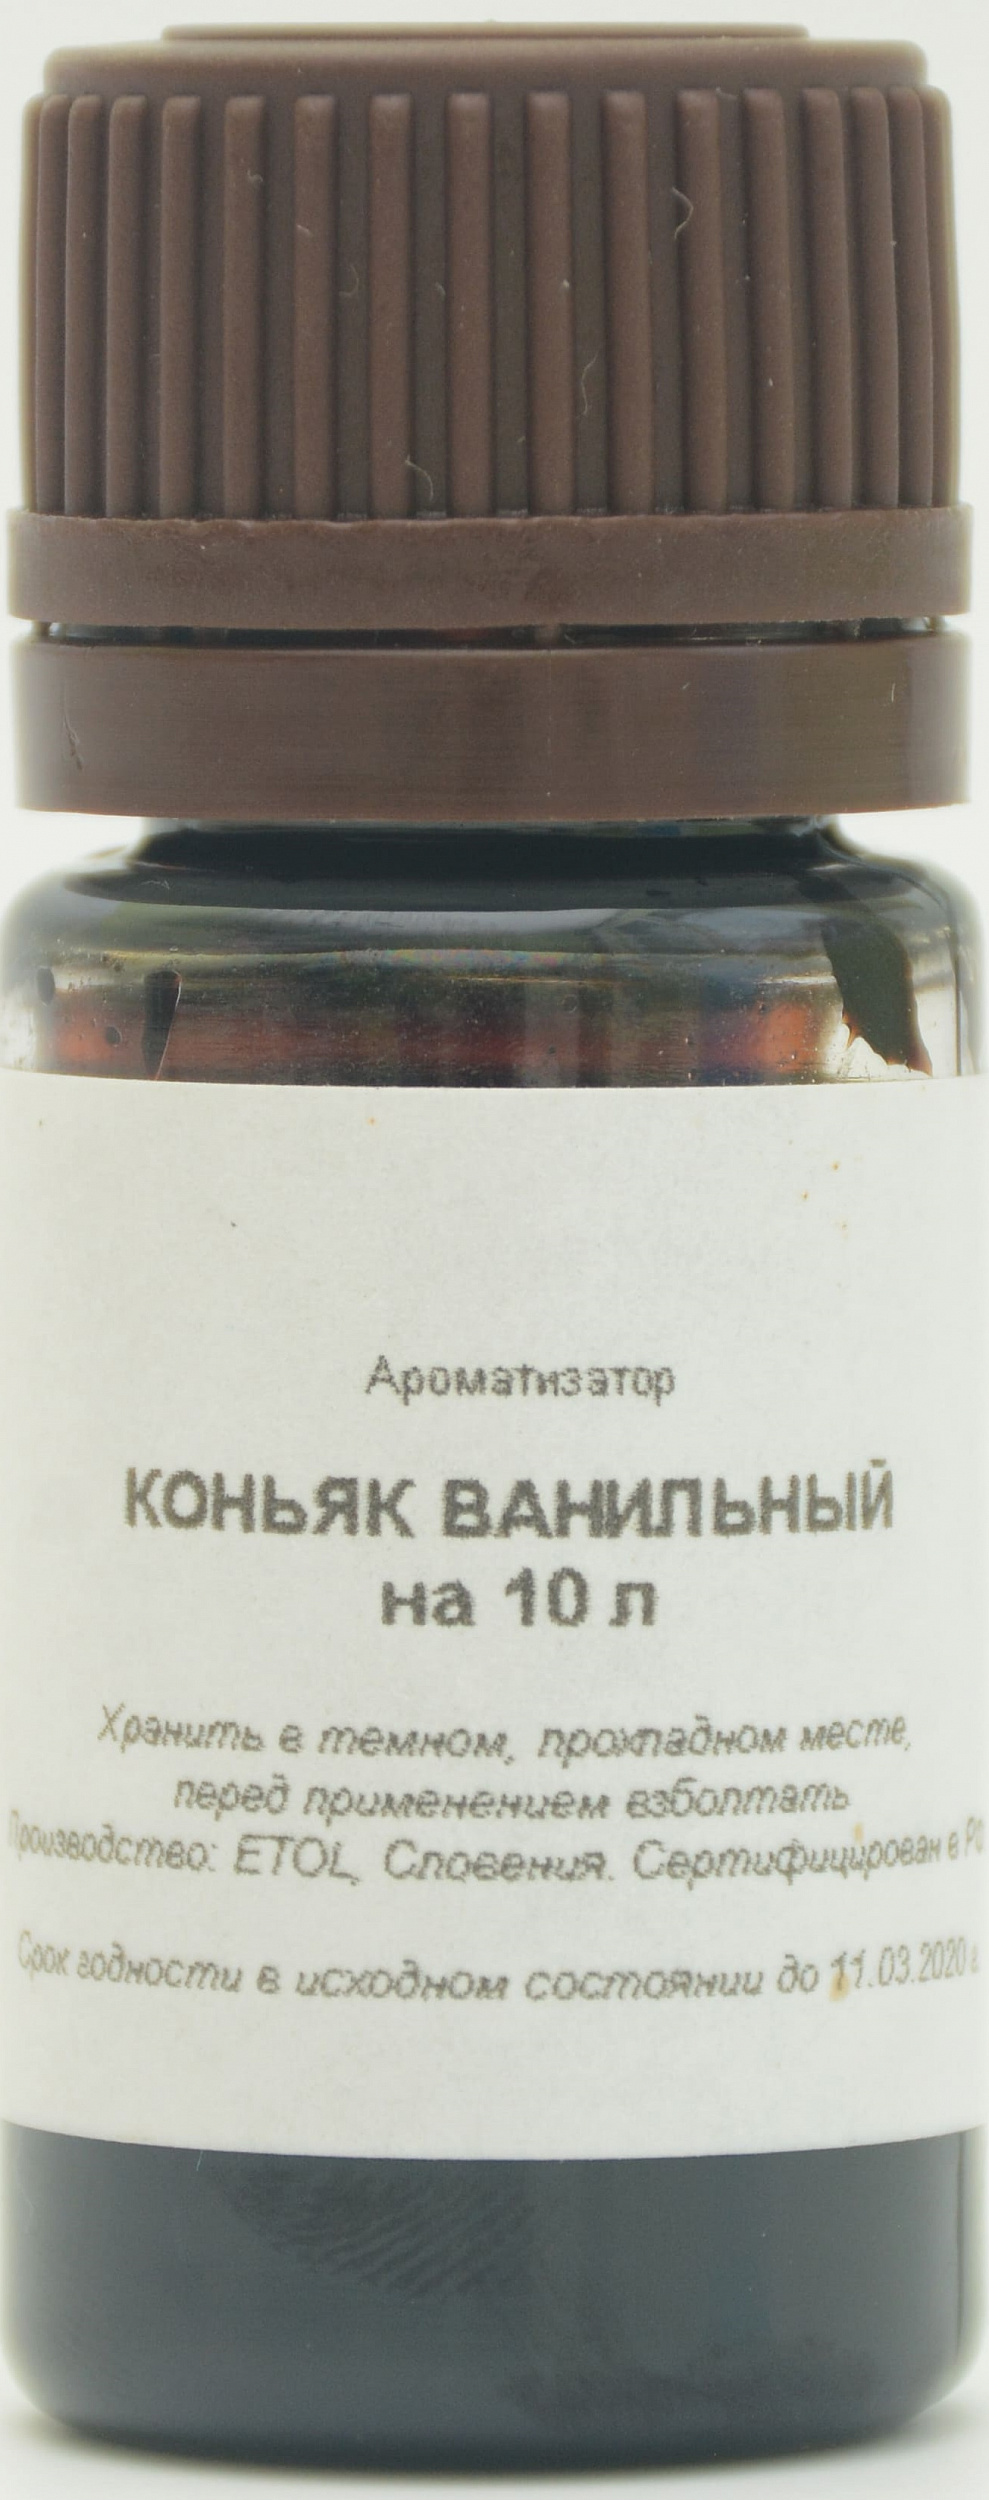 Ароматизатор
КОНЬЯК ВАНИЛЬНЫЙ
на 10 л
Хранить в темном, прохладном месте,
перед применением взболтать
Производство: ETOL, Словения. Сертифицирован в РФ
Срок годности в исходном состоянии до 11.03.2020 г.